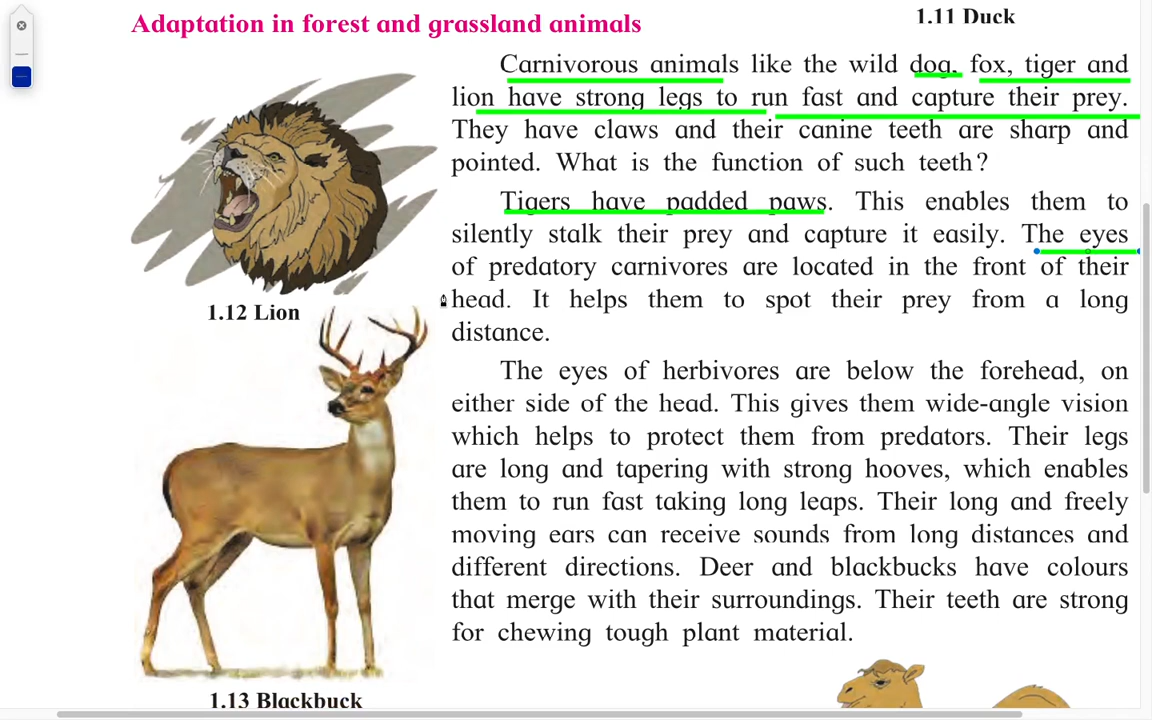 Adaptation in forest and grassland animals
1.11 Duck
Carnivorous animals like the wild dog, fox, tiger and
lion have strong legs to run fast and capture their prey.
They have claws and their canine teeth are sharp and
pointed. What is the function of such teeth?
Tigers have padded paws. This enables them to
silently stalk their prey and capture it easily. The eyes
of predatory carnivores are located in the front of their
head. It helps them to spot their prey from a long
distance.
1.12 Lion
The eyes of herbivores are below the forehead, on
either side of the head. This gives them wide-angle vision
which helps to protect them from predators. Their legs
are long and tapering with strong hooves, which enables
them to run fast taking long leaps. Their long and freely
moving ears can receive sounds from long distances and
different directions. Deer and blackbucks have colours
that merge with their surroundings. Their teeth are strong
for chewing tough plant material.
1.13 Blackbuck